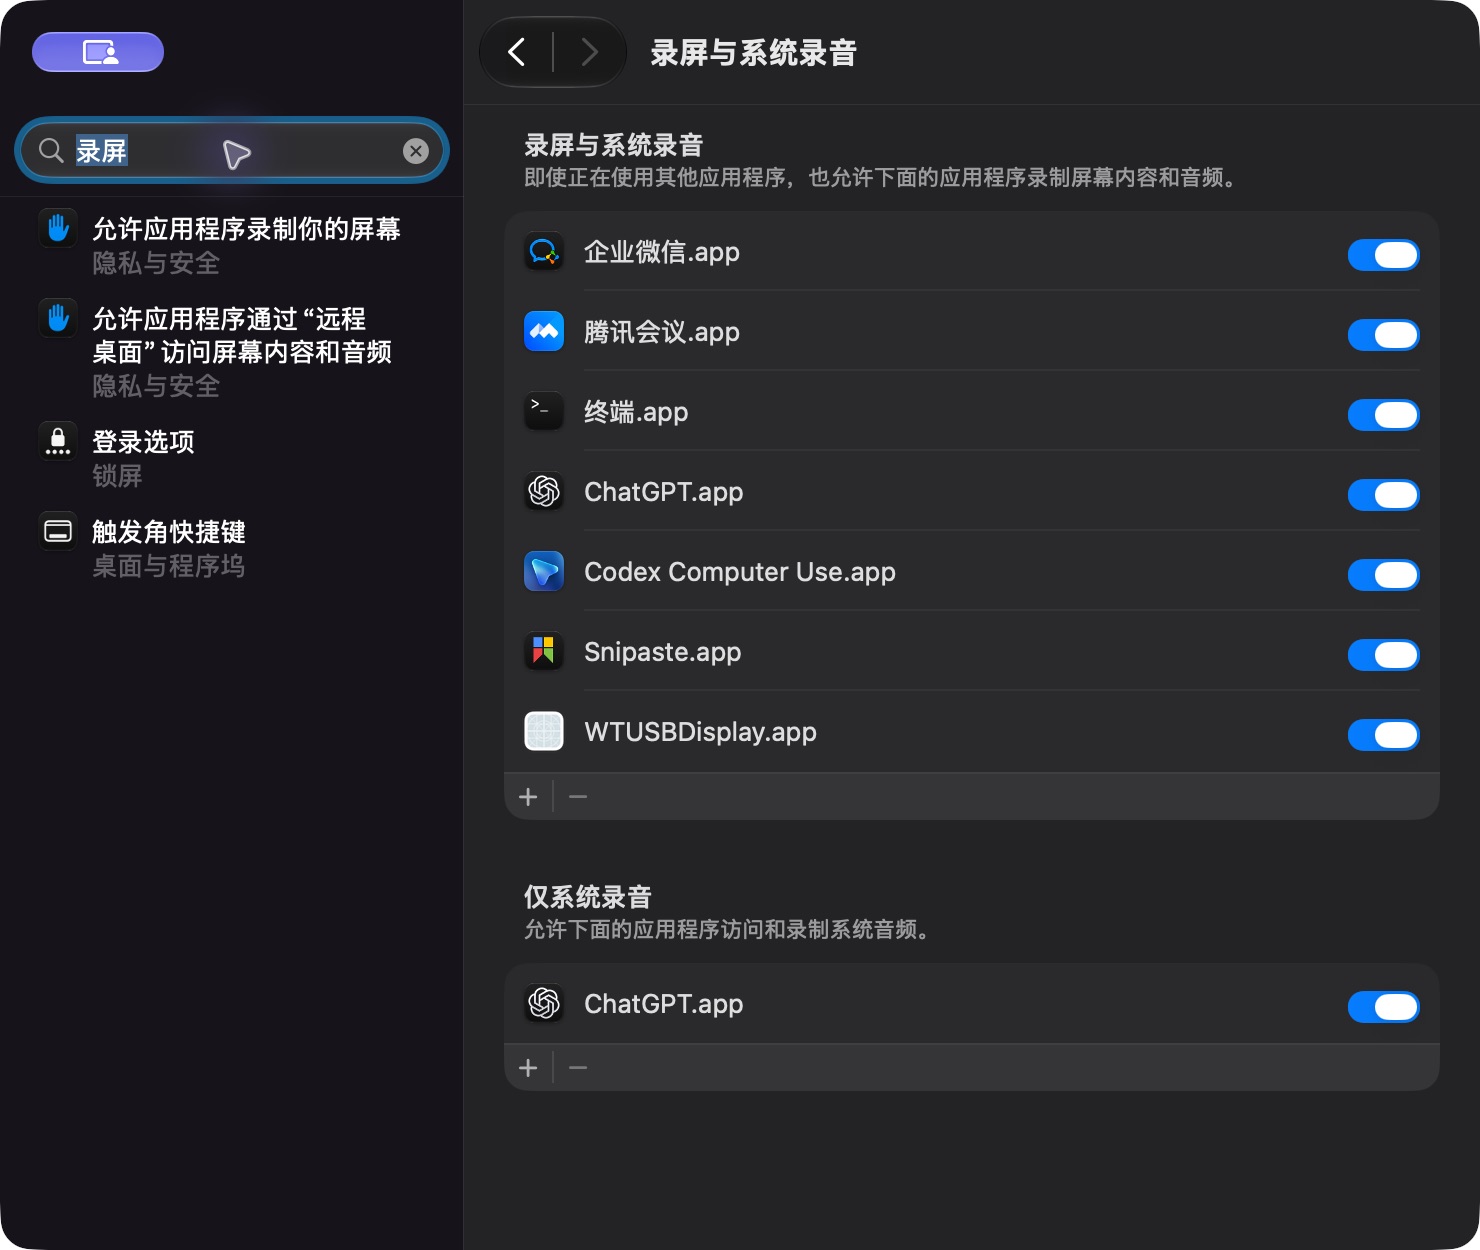 录屏
允许应用程序录制你的屏幕
隐私与安全
允许应用程序通过“远程
桌面”访问屏幕内容和音频
隐私与安全
登录选项
锁屏
触发角快捷键
桌面与程序坞
录屏与系统录音
录屏与系统录音
即使正在使用其他应用程序，也允许下面的应用程序录制屏幕内容和音频。
企业微信.app
腾讯会议.app
终端.app
ChatGPT.app
Codex Computer Use.app
Snipaste.app
WTUSBDisplay.app
仅系统录音
允许下面的应用程序访问和录制系统音频。
ChatGPT.app